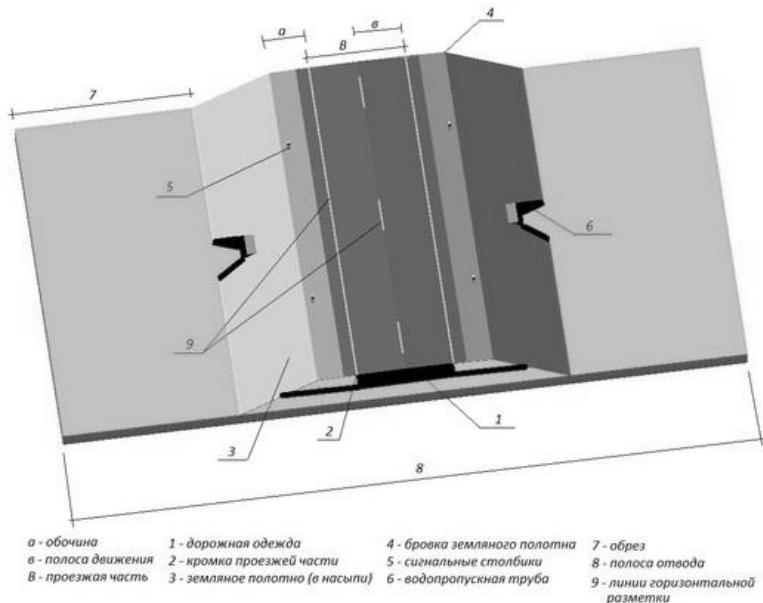 а
в
В
4
7
5
6
9
3
2
1
8
а - обочина
в - полоса движения
В - проезжая часть
1 - дорожная одежда
2 - кромка проезжей части
3 - земляное полотно (в насыпи)
4 - бровка земляного полотна
5 - сигнальные столбики
6 - водопропускная труба
7 - обрез
8 - полоса отвода
9 - линии горизонтальной
разметки